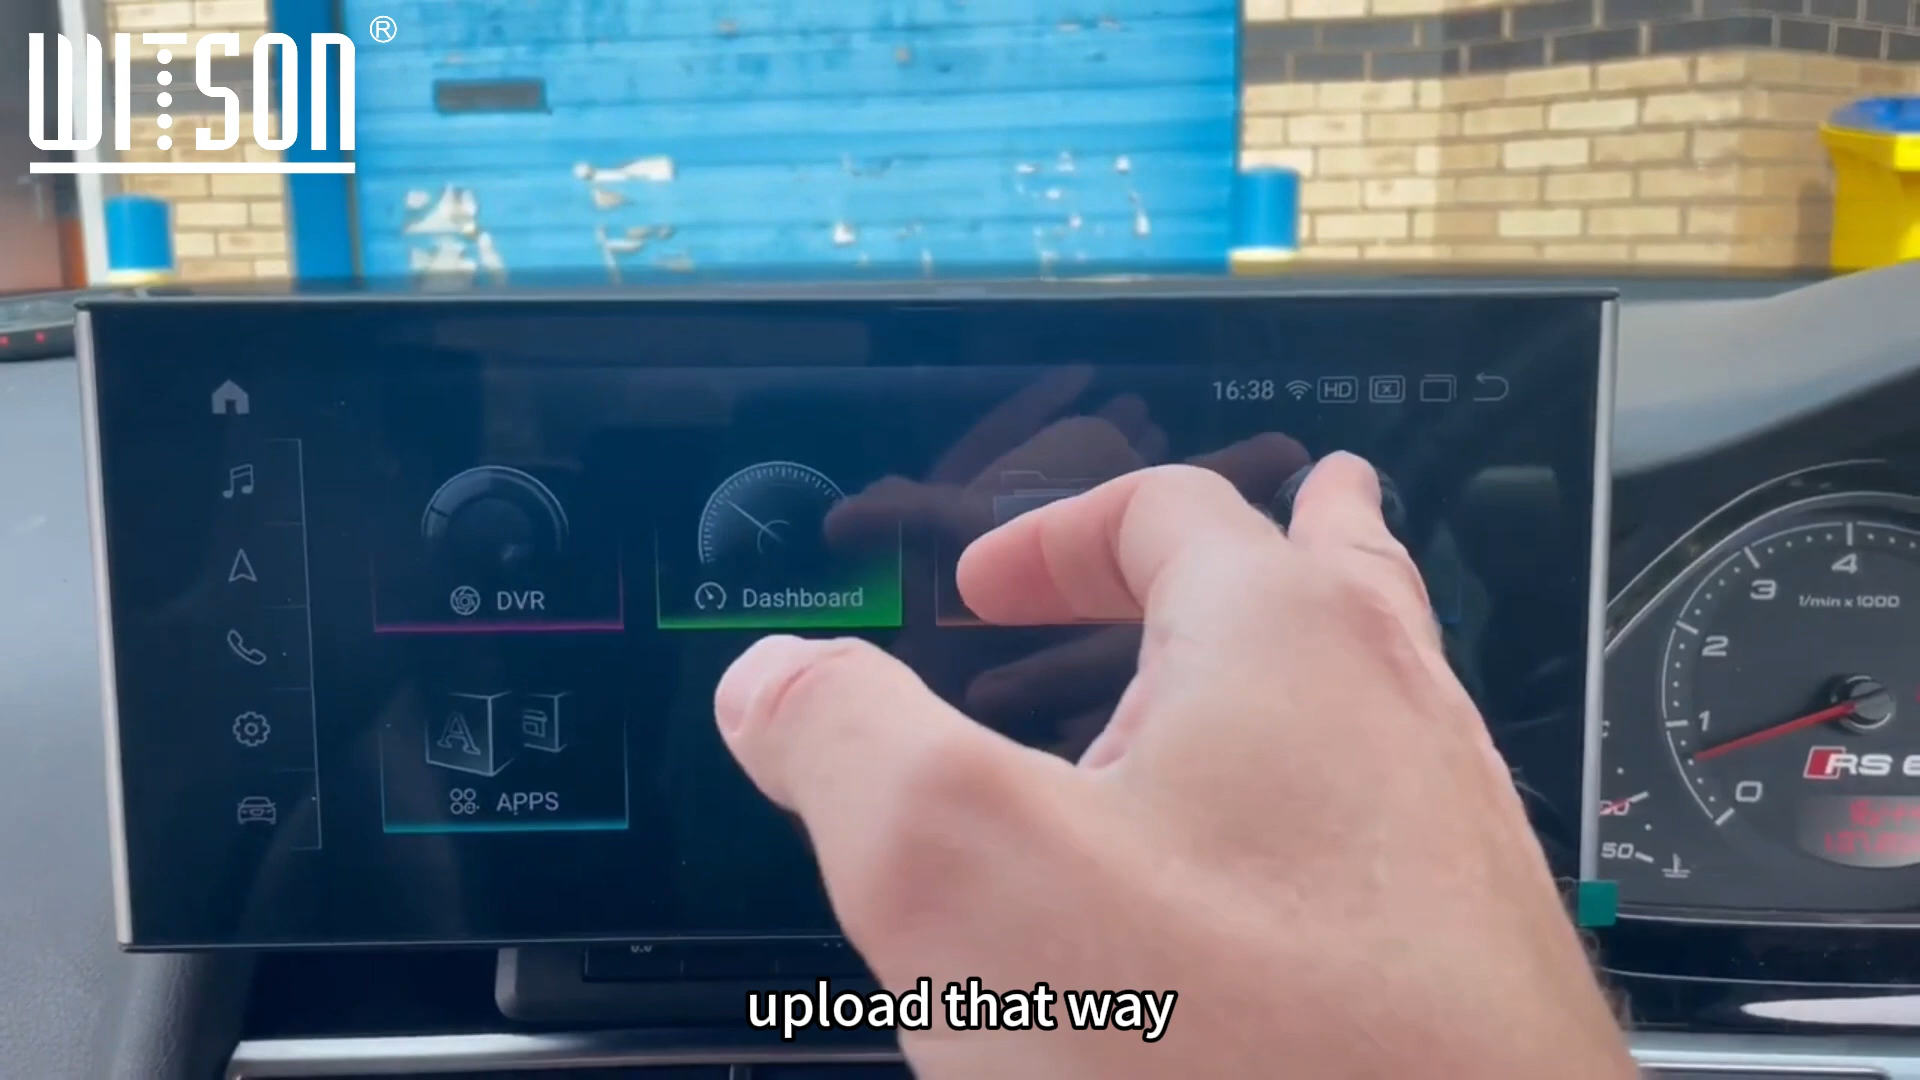 WITSON®
16:38 HD
DVR
Dashboard
A
APPS
4
3
1/min x 1000
2
1
RS 6
0
50
upload that way